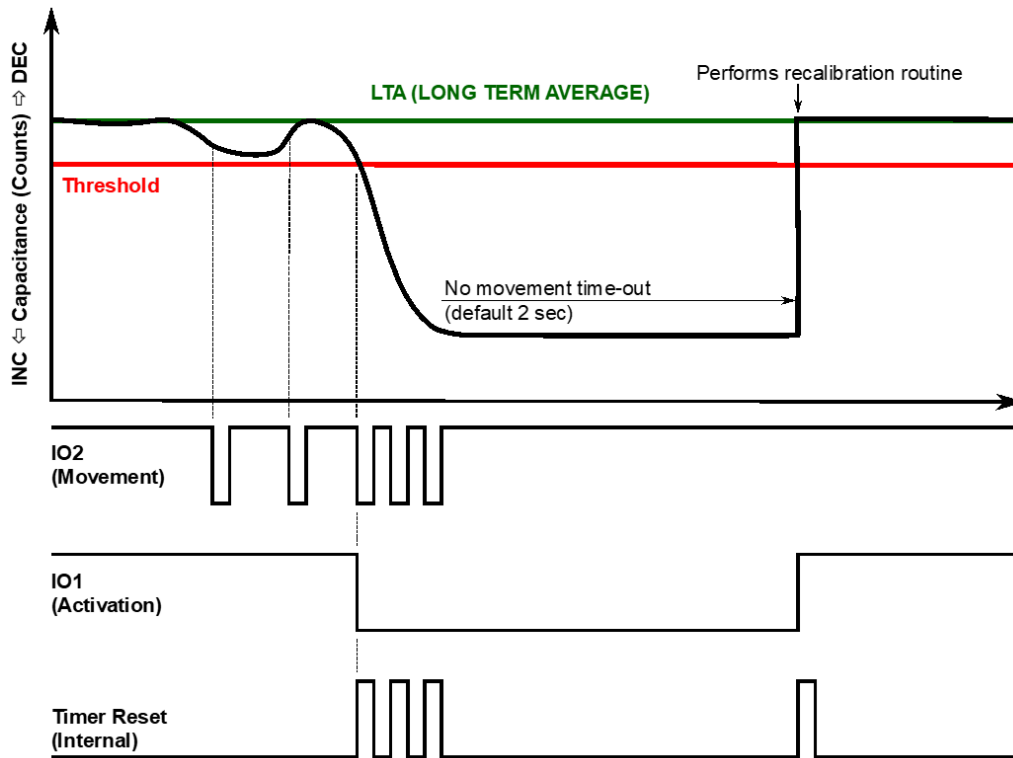 Performs recalibration routine
LTA (LONG TERM AVERAGE)
INC ⇦ Capacitance (Counts) ⇨ DEC
Threshold
No movement time-out
(default 2 sec)
IO2
(Movement)
IO1
(Activation)
Timer Reset
(Internal)